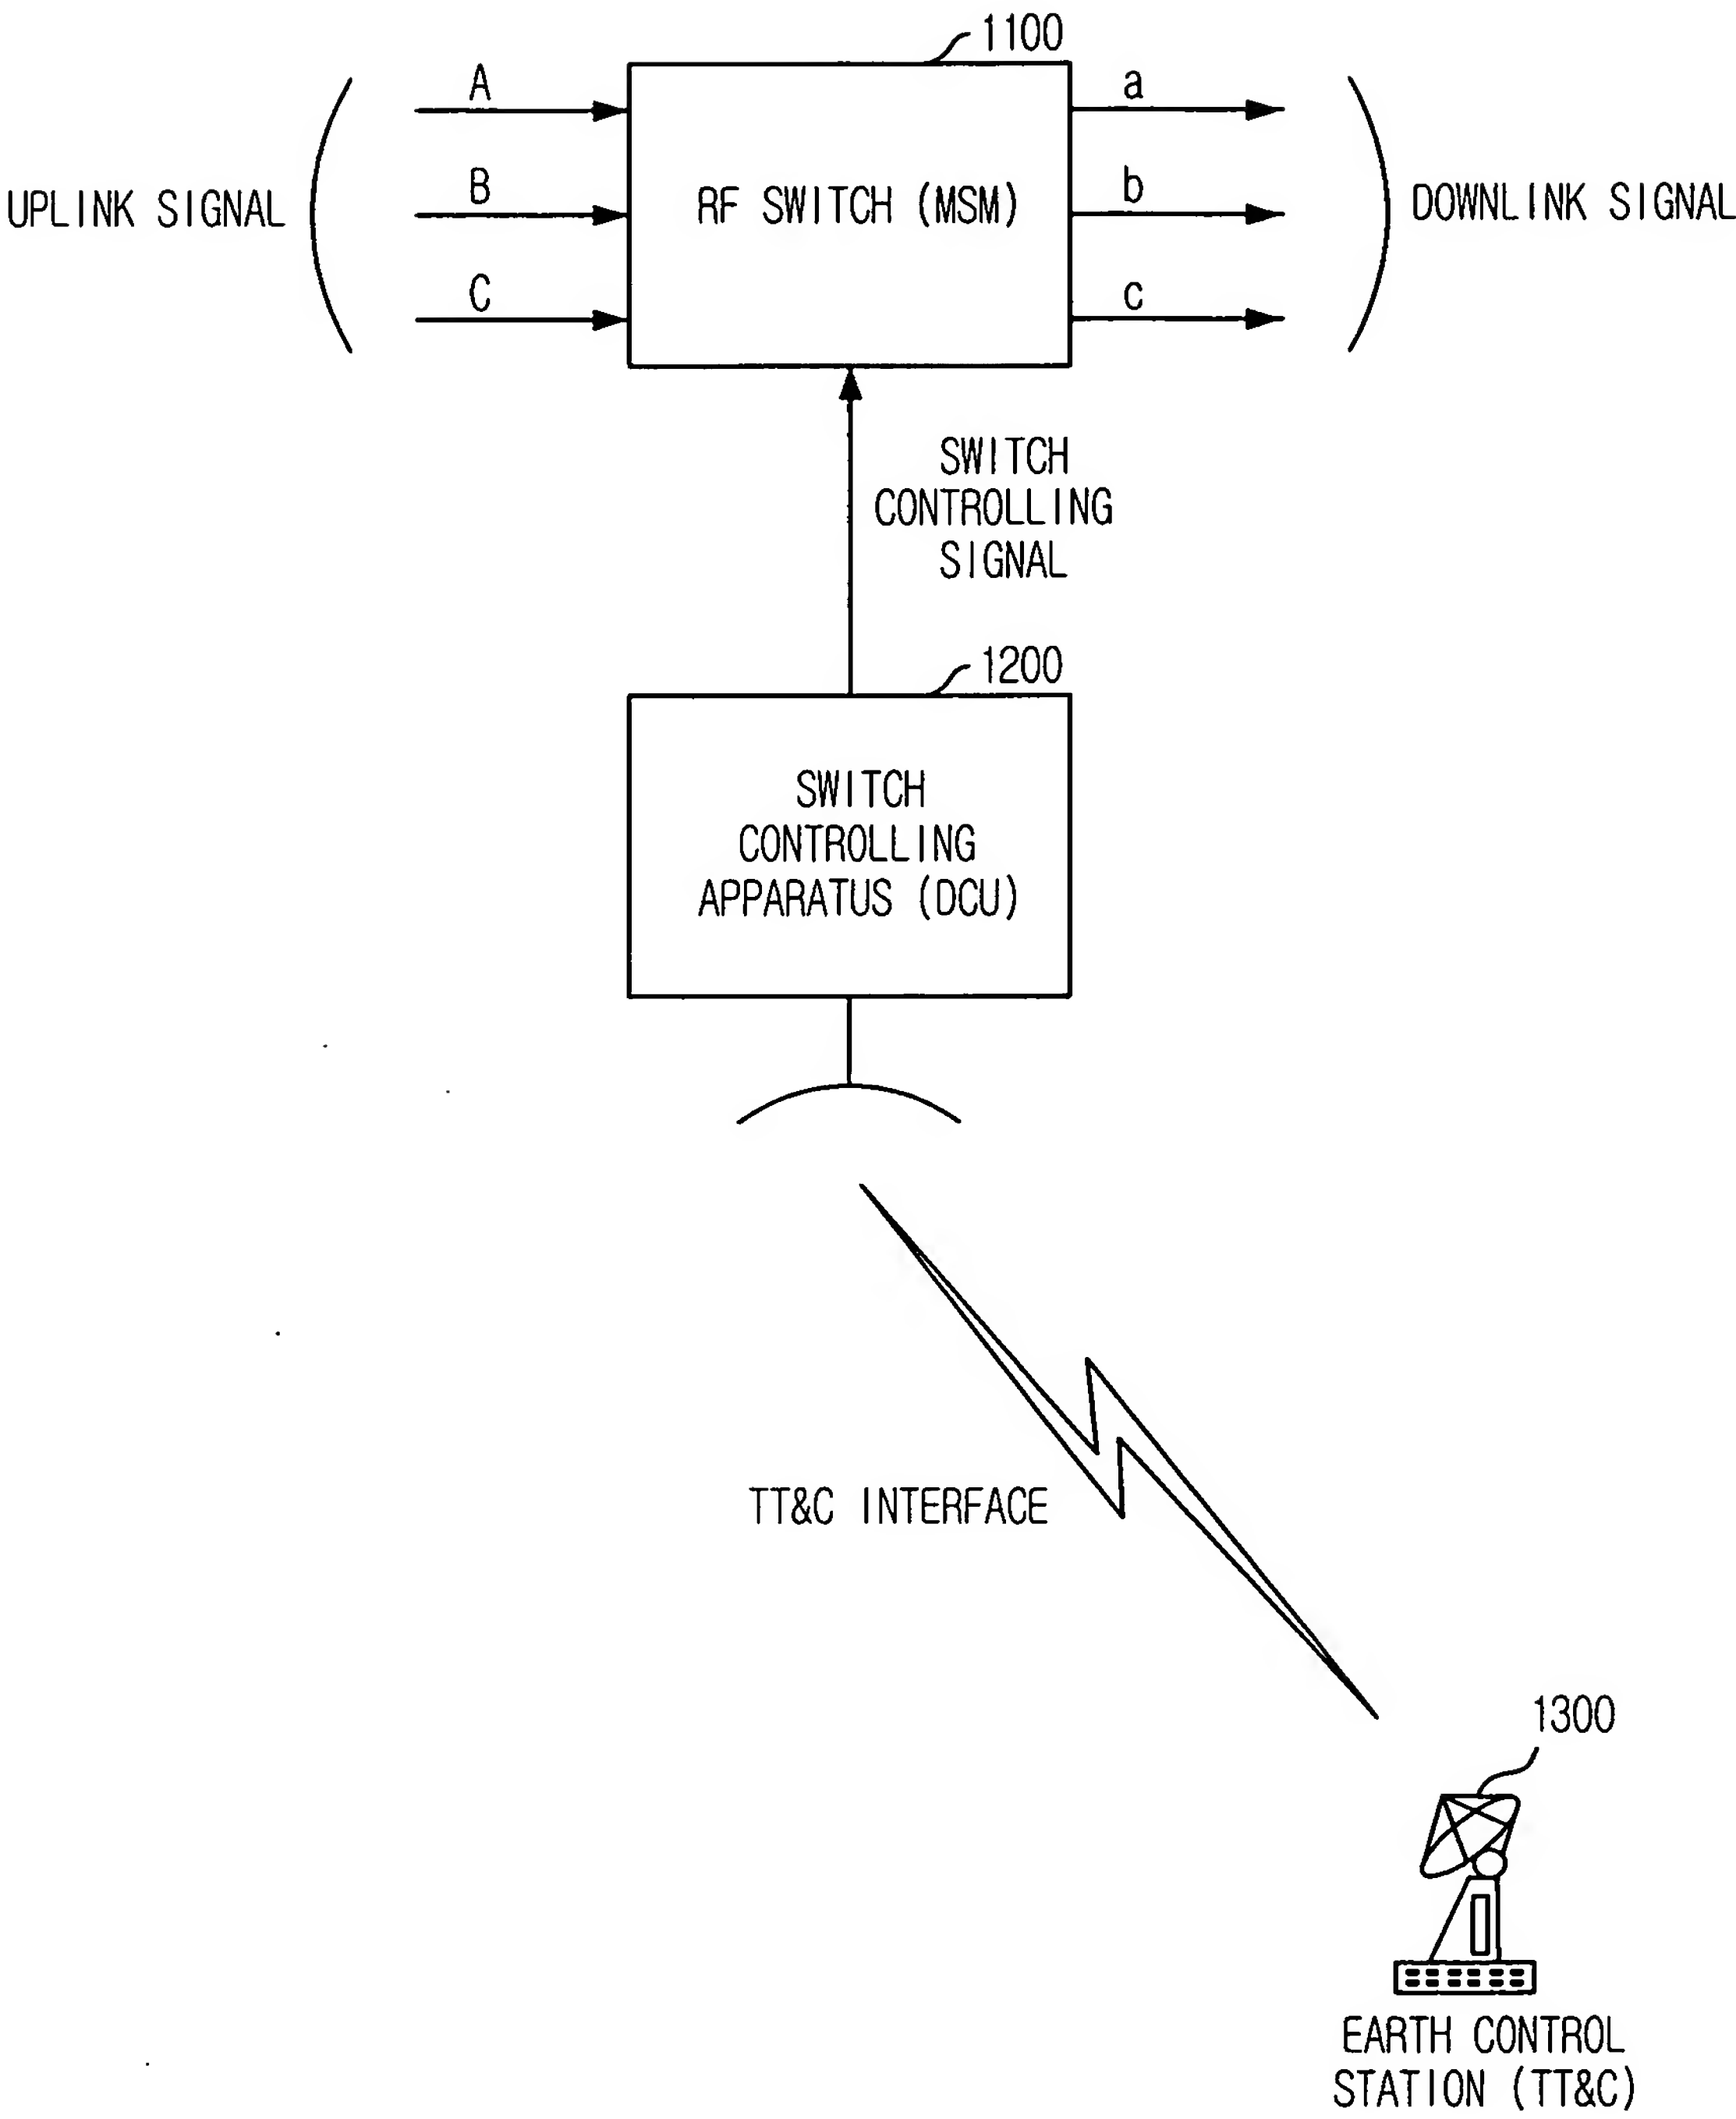 1100
A
a
UPLINK SIGNAL
B
RF SWITCH (MSM)
b
DOWNLINK SIGNAL
C
c
SWITCH
CONTROLLING
SIGNAL
1200
SWITCH
CONTROLLING
APPARATUS (DCU)
TT&C INTERFACE
1300
EARTH CONTROL
STATION (TT&C)